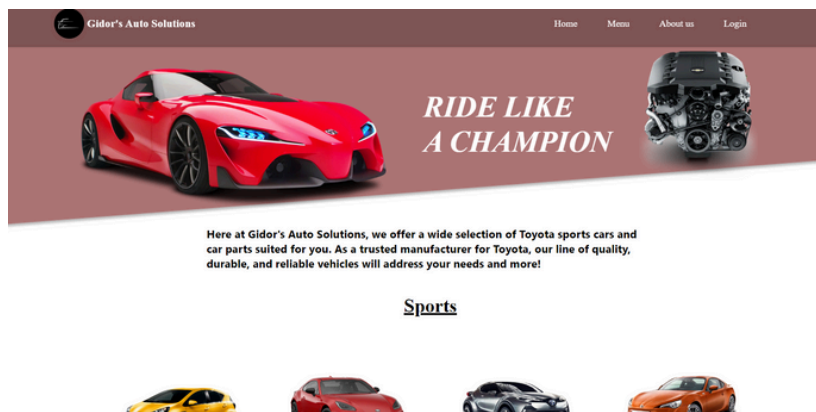 Gidor's Auto Solutions
Home Menu About us Login
RIDE LIKE
A CHAMPION
Here at Gidor's Auto Solutions, we offer a wide selection of Toyota sports cars and
car parts suited for you. As a trusted manufacturer for Toyota, our line of quality,
durable, and reliable vehicles will address your needs and more!
Sports